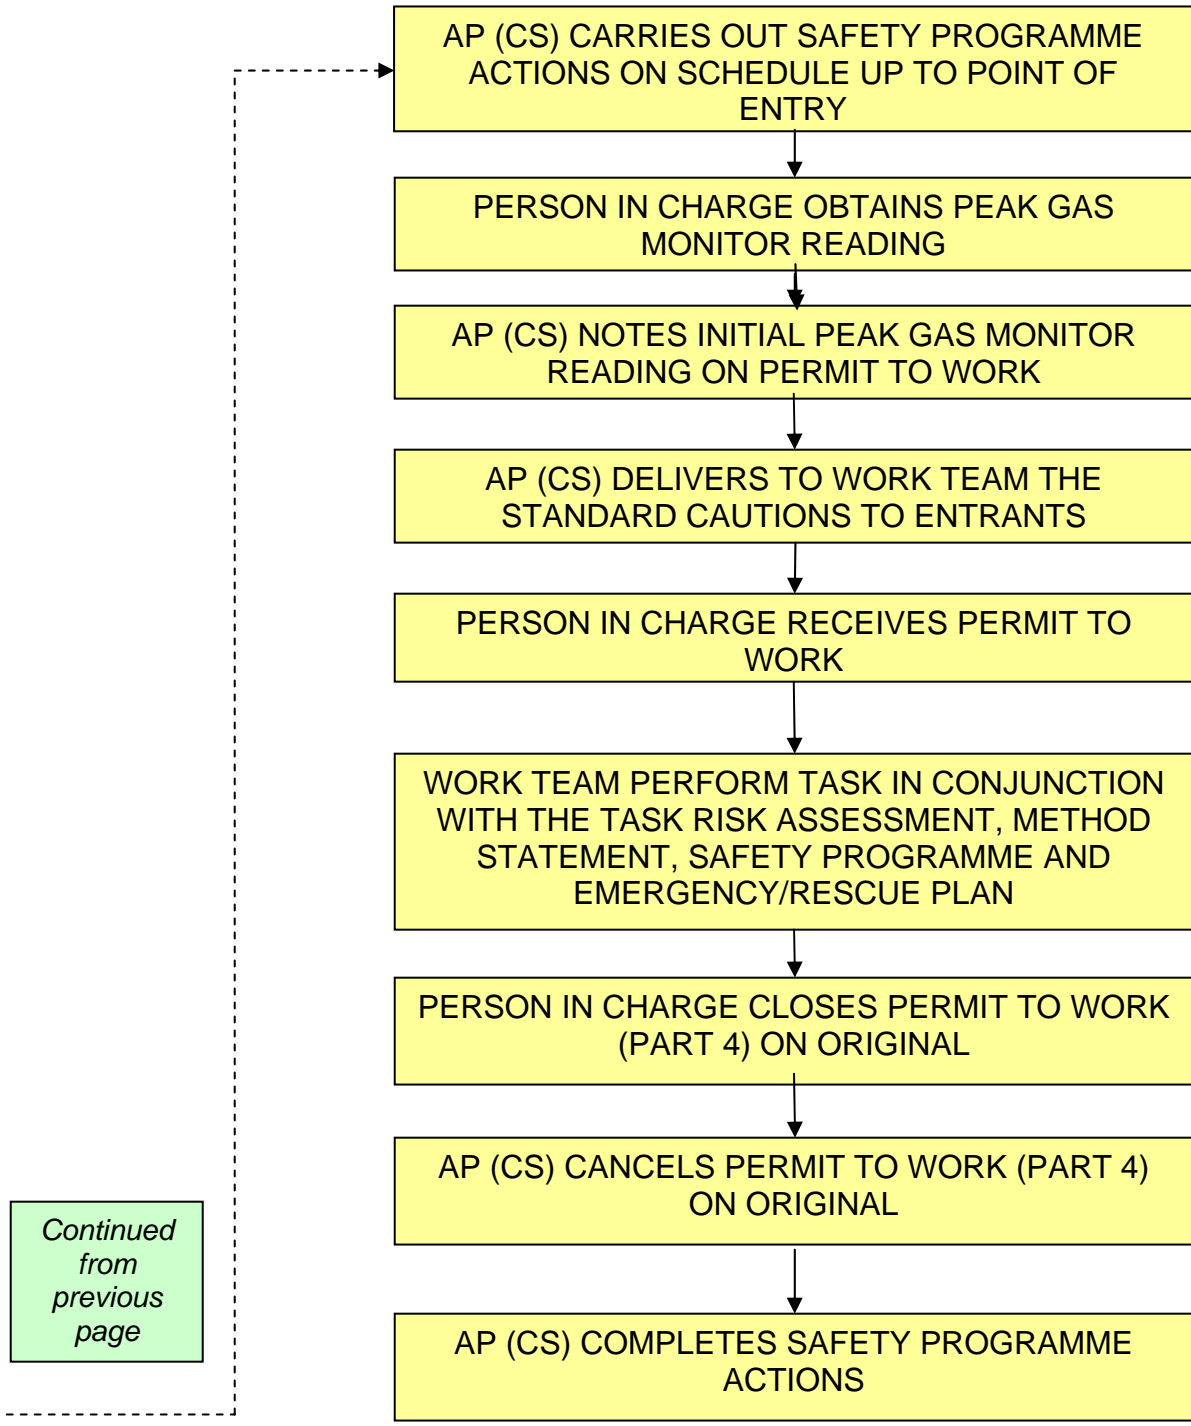 AP (CS) CARRIES OUT SAFETY PROGRAMME
ACTIONS ON SCHEDULE UP TO POINT OF
ENTRY
PERSON IN CHARGE OBTAINS PEAK GAS
MONITOR READING
AP (CS) NOTES INITIAL PEAK GAS MONITOR
READING ON PERMIT TO WORK
AP (CS) DELIVERS TO WORK TEAM THE
STANDARD CAUTIONS TO ENTRANTS
PERSON IN CHARGE RECEIVES PERMIT TO
WORK
WORK TEAM PERFORM TASK IN CONJUNCTION
WITH THE TASK RISK ASSESSMENT, METHOD
STATEMENT, SAFETY PROGRAMME AND
EMERGENCY/RESCUE PLAN
PERSON IN CHARGE CLOSES PERMIT TO WORK
(PART 4) ON ORIGINAL
AP (CS) CANCELS PERMIT TO WORK (PART 4)
ON ORIGINAL
Continued
from
previous
page
AP (CS) COMPLETES SAFETY PROGRAMME
ACTIONS